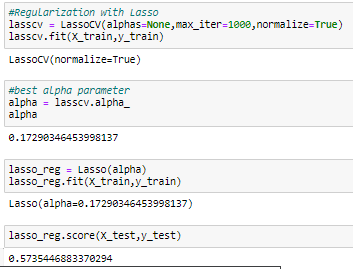 #Regularization with Lasso
lasscv = LassoCV(alphas=None,max_iter=1000,normalize=True)
lasscv.fit(X_train,y_train)
LassoCV(normalize=True)
#best alpha parameter
alpha = lasscv.alpha_
alpha
0.17290346453998137
lasso_reg = Lasso(alpha)
lasso_reg.fit(X_train,y_train)
Lasso(alpha=0.17290346453998137)
lasso_reg.score(X_test,y_test)
0.5735446883370294